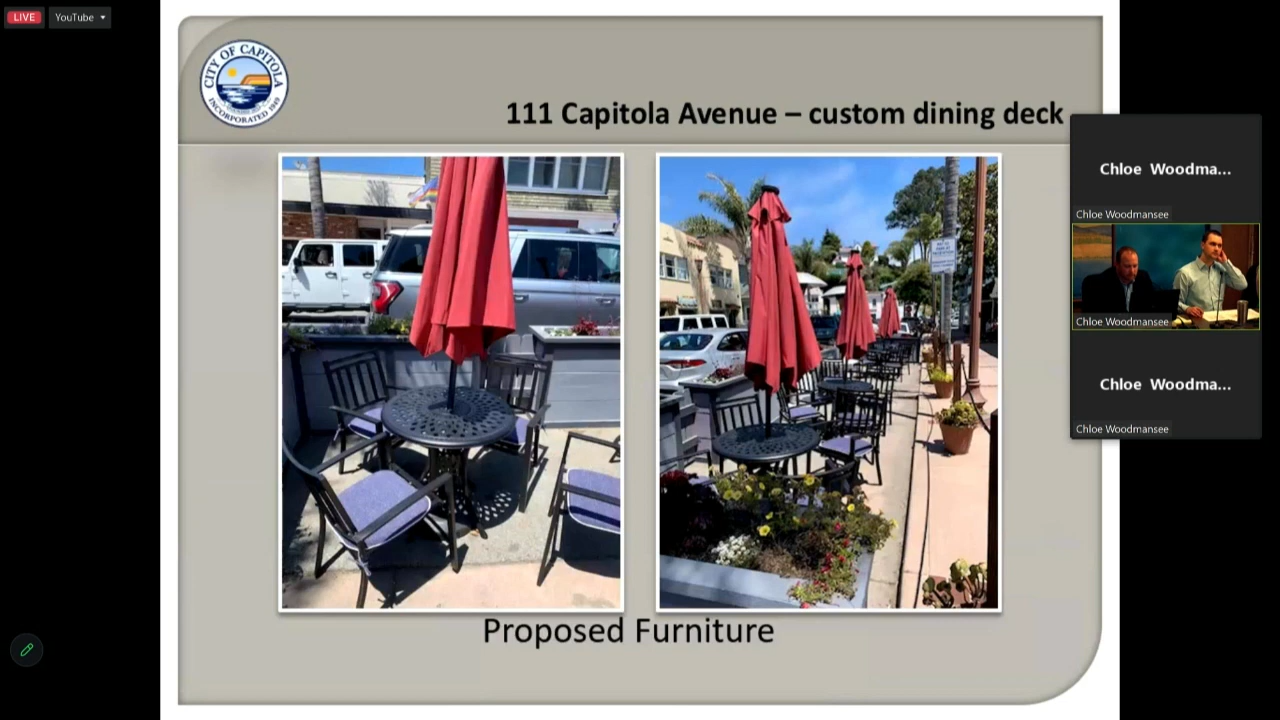 LIVE
YouTube
CITY OF CAPITOLA
INCORPORATED 1949
111 Capitola Avenue – custom dining deck
Proposed Furniture
Chloe Woodma...
Chloe Woodmansee
Chloe Woodmansee
Chloe Woodma...
Chloe Woodmansee